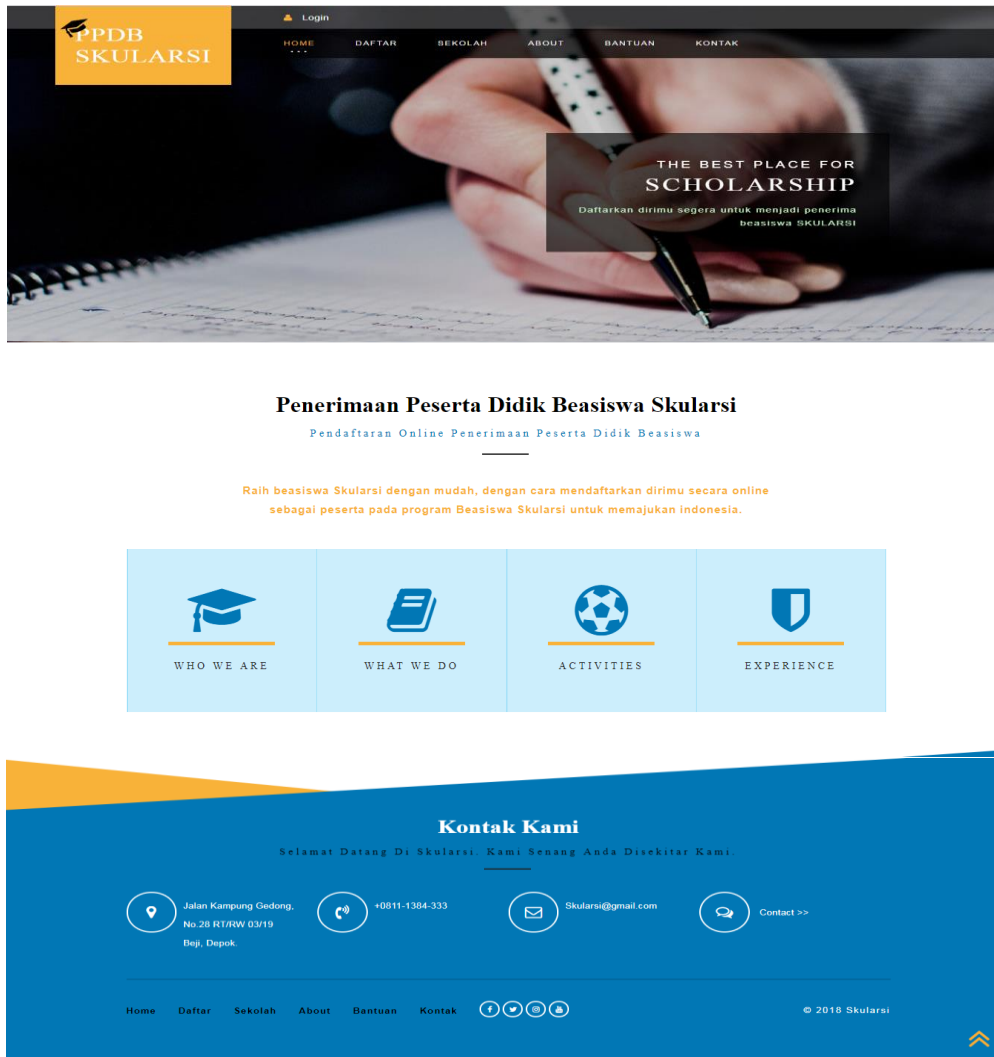 PPDB
SKULARSI
Login
HOME DAFTAR SEKOLAH ABOUT BANTUAN KONTAK
THE BEST PLACE FOR
SCHOLARSHIP
Daftarkan dirimu segera untuk menjadi penerima
beasiswa SKULARSI
Penerimaan Peserta Didik Beasiswa Skularsi
Pendaftaran Online Penerimaan Peserta Didik Beasiswa
Raih beasiswa Skularsi dengan mudah, dengan cara mendaftarkan dirimu secara online
sebagai peserta pada program Beasiswa Skularsi untuk memajukan indonesia.
WHO WE ARE
WHAT WE DO
ACTIVITIES
EXPERIENCE
Kontak Kami
Selamat Datang Di Skularsi. Kami Senang Anda Disekitar Kami.
Jalan Kampung Gedong,
No.28 RT/RW 03/19
Beji, Depok.
+0811-1384-333
Skularsi@gmail.com
Contact >>
Home Daftar Sekolah About Bantuan Kontak
© 2018 Skularsi